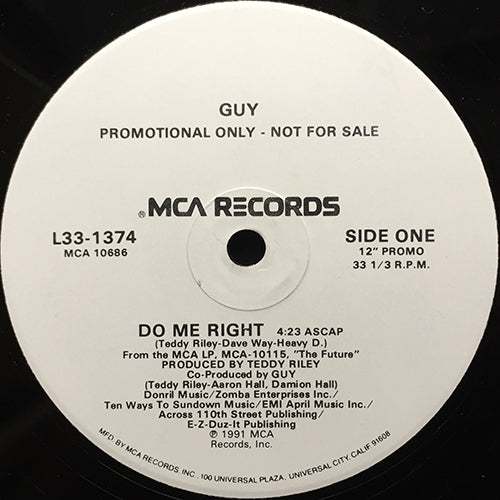 GUY
PROMOTIONAL ONLY - NOT FOR SALE
® MCA RECORDS
L33-1374
MCA 10686
SIDE ONE
12" PROMO
33 1/3 R.P.M.
DO ME RIGHT 4:23 ASCAP
(Teddy Riley-Dave Way-Heavy D.)
From the MCA LP, MCA-10115, "The Future"
PRODUCED BY TEDDY RILEY
Co-Produced by GUY
(Teddy Riley-Aaron Hall, Damion Hall)
Donril Music/Zomba Enterprises Inc./
Ten Ways To Sundown Music/EMI April Music Inc./
Across 110th Street Publishing/
E-Z-Duz-It Publishing
℗ 1991 MCA
Records, Inc.
MFD BY MCA RECORDS, INC., 100 UNIVERSAL PLAZA, UNIVERSAL CITY, CALIF 91608